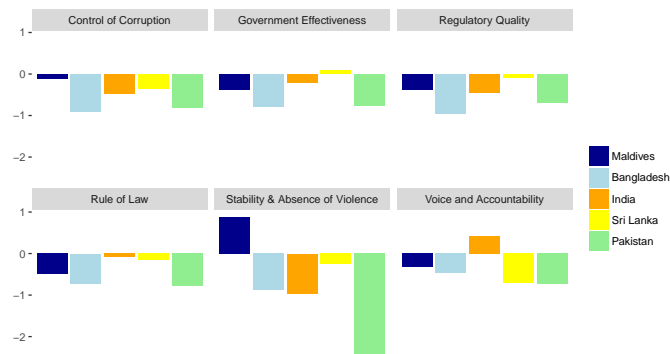 Control of Corruption
Government Effectiveness
Regulatory Quality
1
0
−1
−2
Rule of Law
Stability & Absence of Violence
Voice and Accountability
1
0
−1
−2
Maldives
Bangladesh
India
Sri Lanka
Pakistan